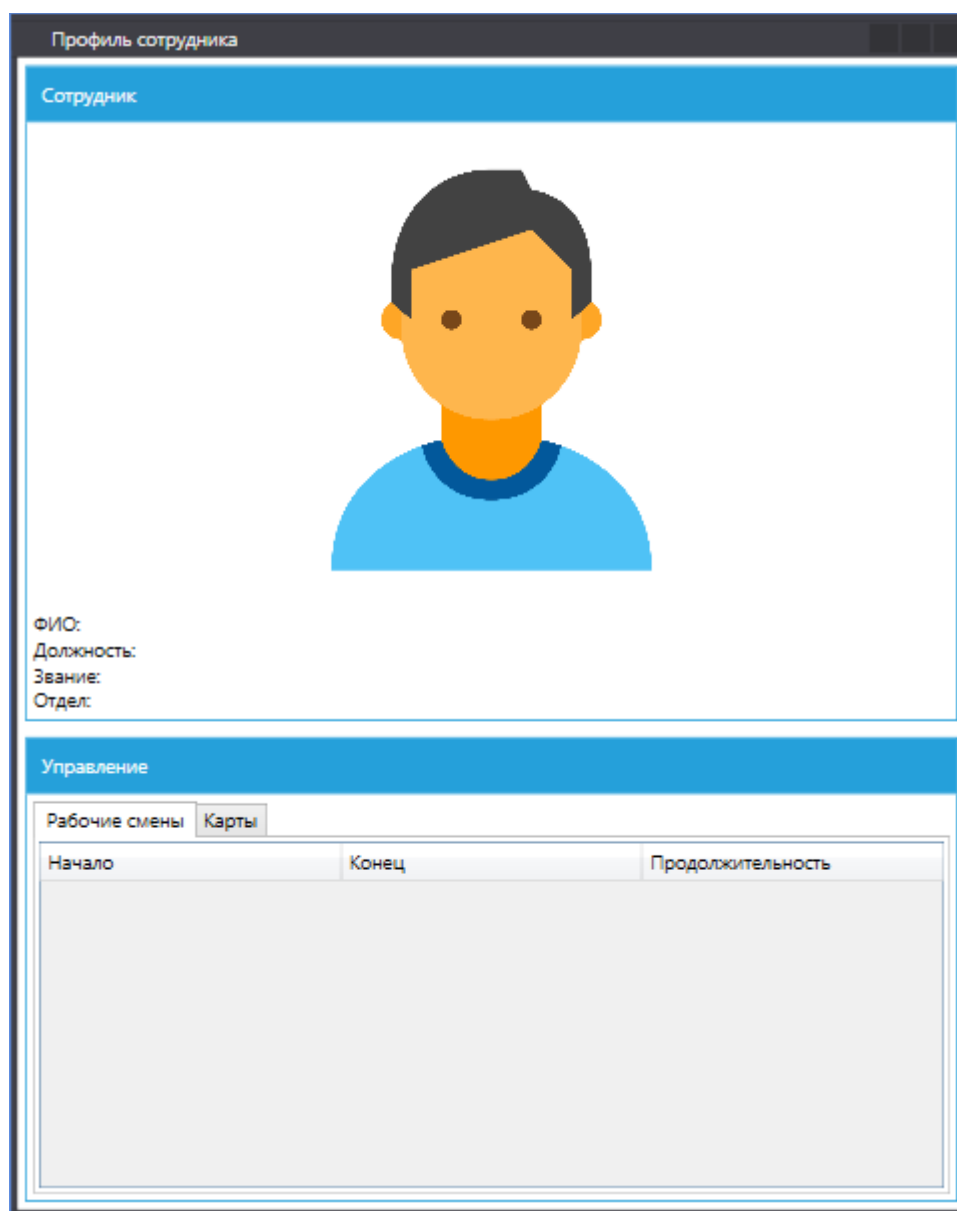 Профиль сотрудника
Сотрудник
ФИО:
Должность:
Звание:
Отдел:
Управление
Рабочие смены Карты
Начало Конец Продолжительность